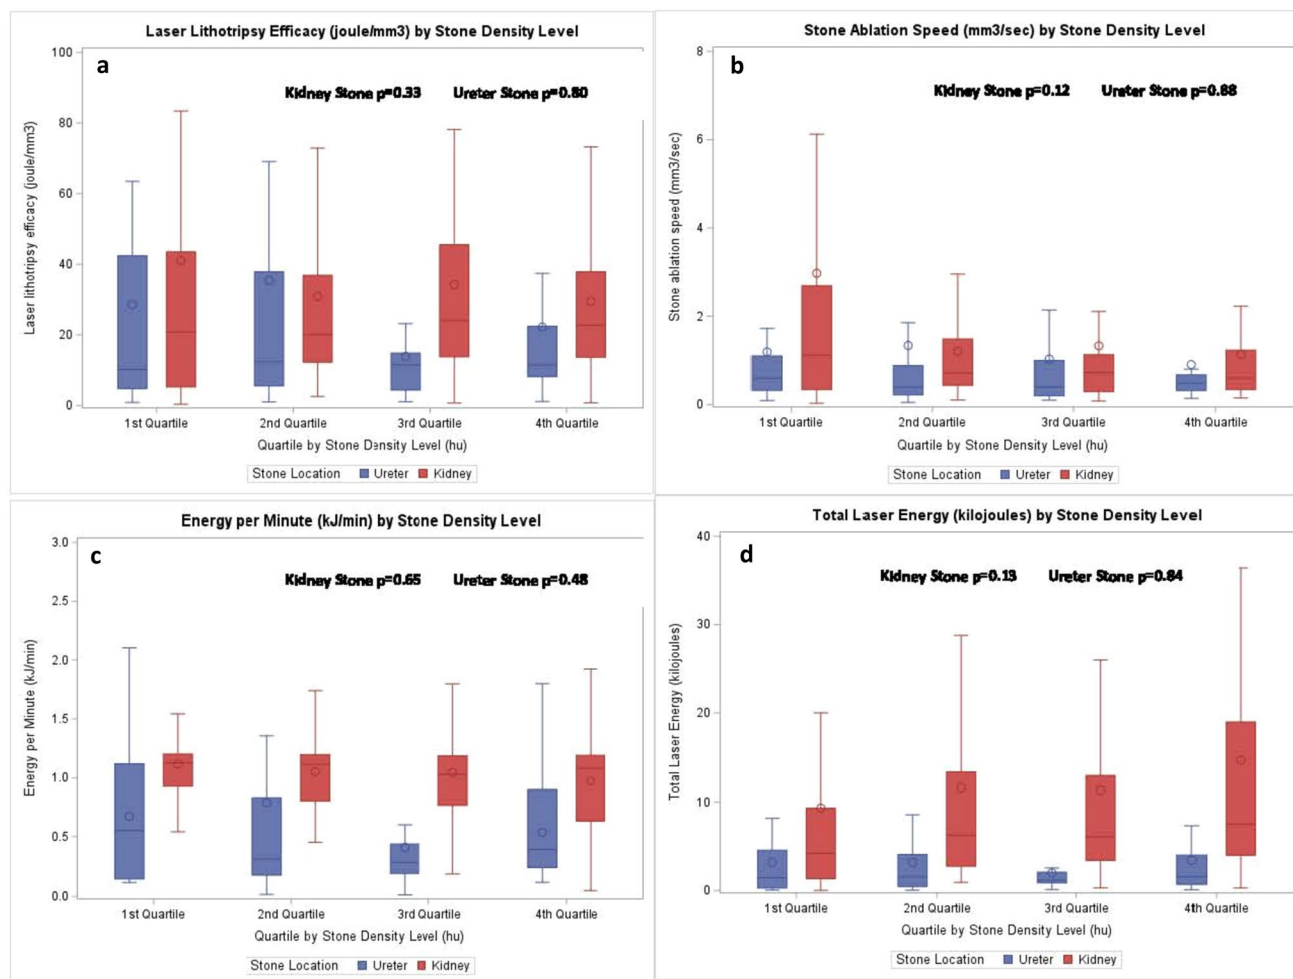 Laser Lithotripsy Efficacy (joule/mm3) by Stone Density Level
a
Kidney Stone p=0.33 Ureter Stone p=0.80
100
80
60
40
20
0
Laser lithotripsy efficacy (joule/mm3)
1st Quartile 2nd Quartile 3rd Quartile 4th Quartile
Quartile by Stone Density Level (hu)
Stone Location Ureter Kidney
Stone Ablation Speed (mm3/sec) by Stone Density Level
b
Kidney Stone p=0.12 Ureter Stone p=0.88
8
6
4
2
0
Stone ablation speed (mm3/sec)
1st Quartile 2nd Quartile 3rd Quartile 4th Quartile
Quartile by Stone Density Level (hu)
Stone Location Ureter Kidney
Energy per Minute (kJ/min) by Stone Density Level
c
Kidney Stone p=0.65 Ureter Stone p=0.48
3.0
2.5
2.0
1.5
1.0
0.5
0.0
Energy per Minute (kJ/min)
1st Quartile 2nd Quartile 3rd Quartile 4th Quartile
Quartile by Stone Density Level (hu)
Stone Location Ureter Kidney
Total Laser Energy (kilojoules) by Stone Density Level
d
Kidney Stone p=0.13 Ureter Stone p=0.84
40
30
20
10
0
Total Laser Energy (kilojoules)
1st Quartile 2nd Quartile 3rd Quartile 4th Quartile
Quartile by Stone Density Level (hu)
Stone Location Ureter Kidney